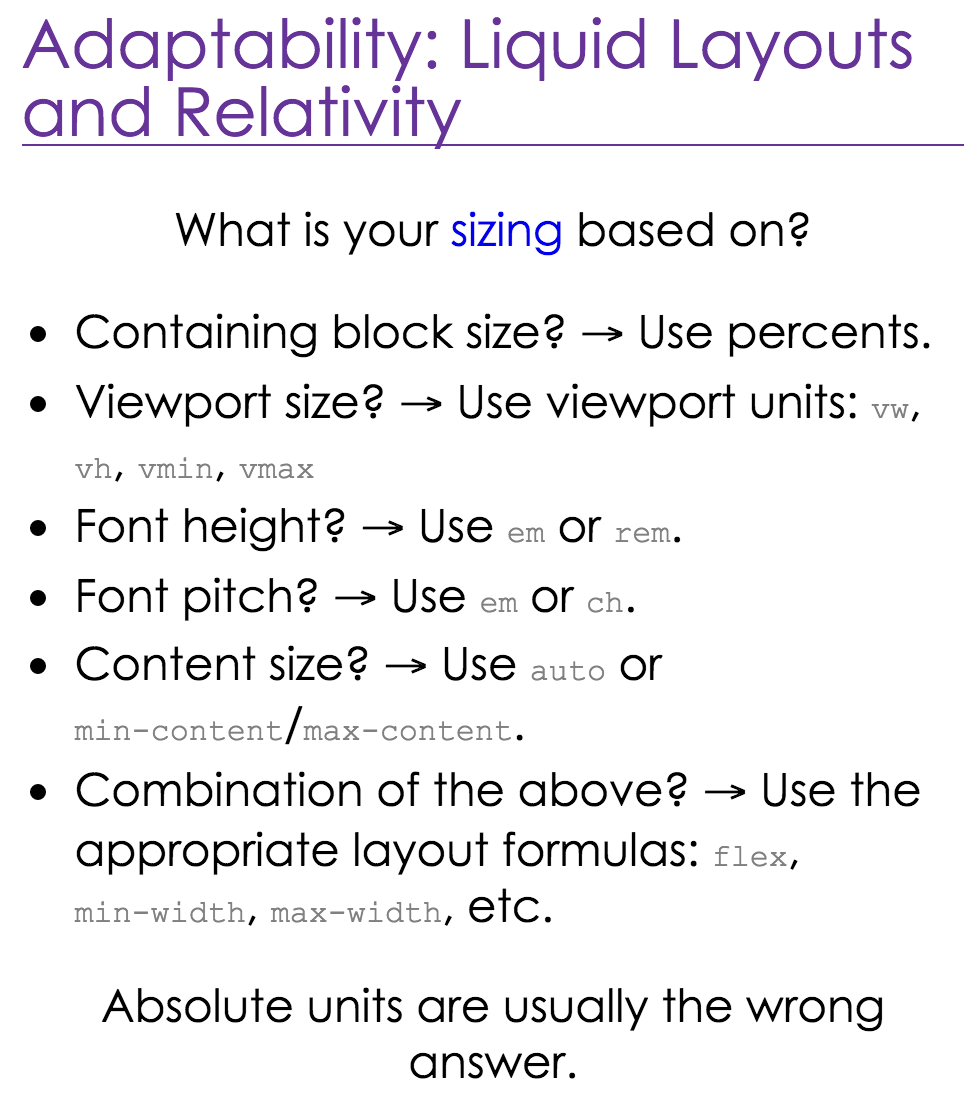 Adaptability: Liquid Layouts
and Relativity
What is your sizing based on?
• Containing block size? → Use percents.
• Viewport size? → Use viewport units: vw,
vh, vmin, vmax
• Font height? → Use em or rem.
• Font pitch? → Use em or ch.
• Content size? → Use auto or
min-content/max-content.
• Combination of the above? → Use the
appropriate layout formulas: flex,
min-width, max-width, etc.
Absolute units are usually the wrong
answer.